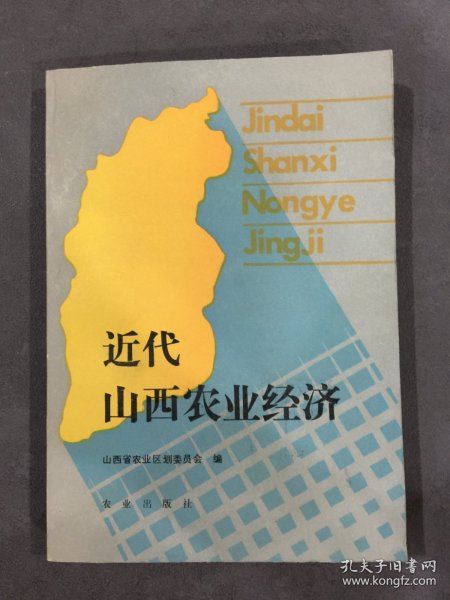 Jindai
Shanxi
Nongye
Jingji
近代
山西农业经济
山西省农业区划委员会 编
农业出版社
孔夫子旧书网
www.kongfz.com